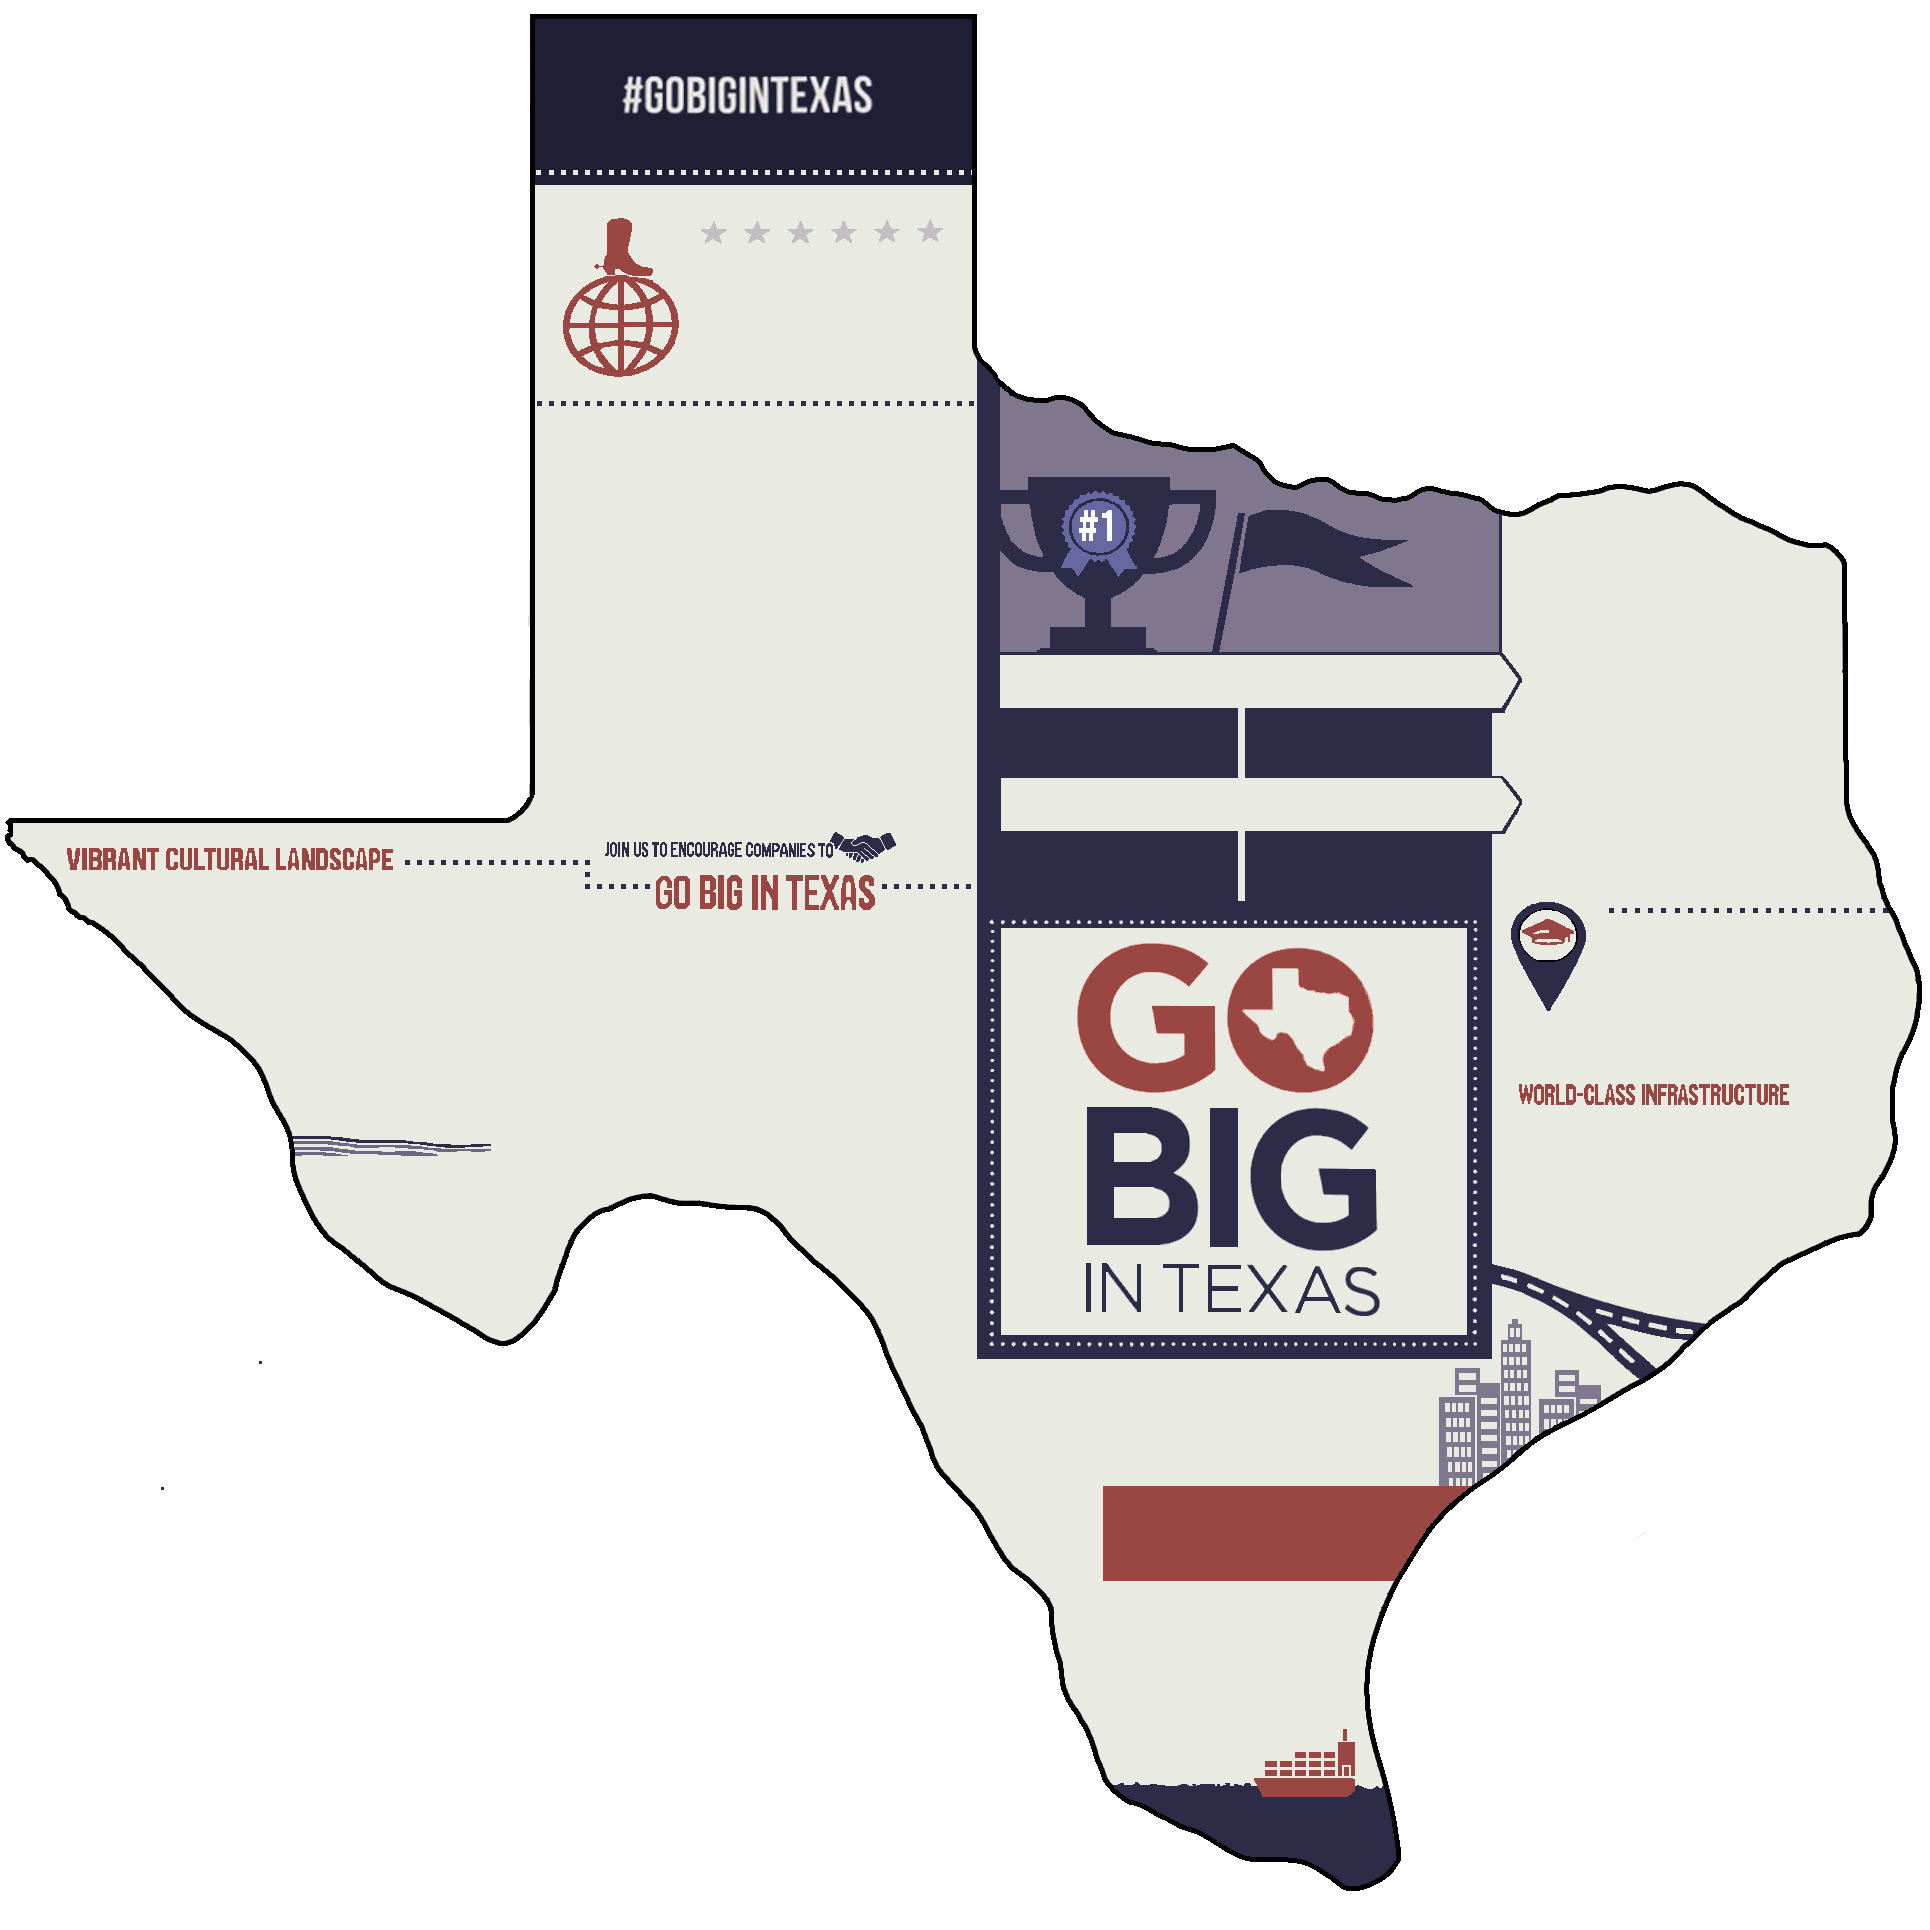 #GOBIGINTEXAS
#1
VIBRANT CULTURAL LANDSCAPE
JOIN US TO ENCOURAGE COMPANIES TO
GO BIG IN TEXAS
GO
BIG
IN TEXAS
WORLD-CLASS INFRASTRUCTURE